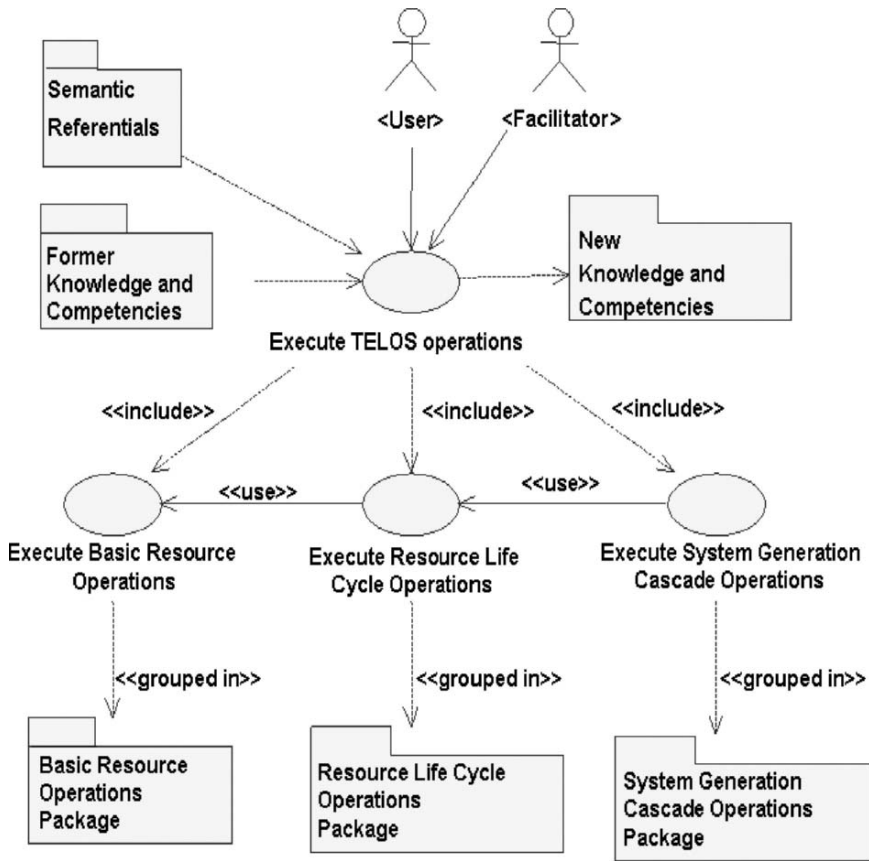 Semantic
Referentials
<User>
<Facilitator>
Former
Knowledge and
Competencies
New
Knowledge and
Competencies
Execute TELOS operations
<<include>>
<<include>>
<<include>>
<<use>>
<<use>>
Execute Basic Resource
Operations
Execute Resource Life
Cycle Operations
Execute System Generation
Cascade Operations
<<grouped in>>
<<grouped in>>
<<grouped in>>
Basic Resource
Operations
Package
Resource Life Cycle
Operations
Package
System Generation
Cascade Operations
Package